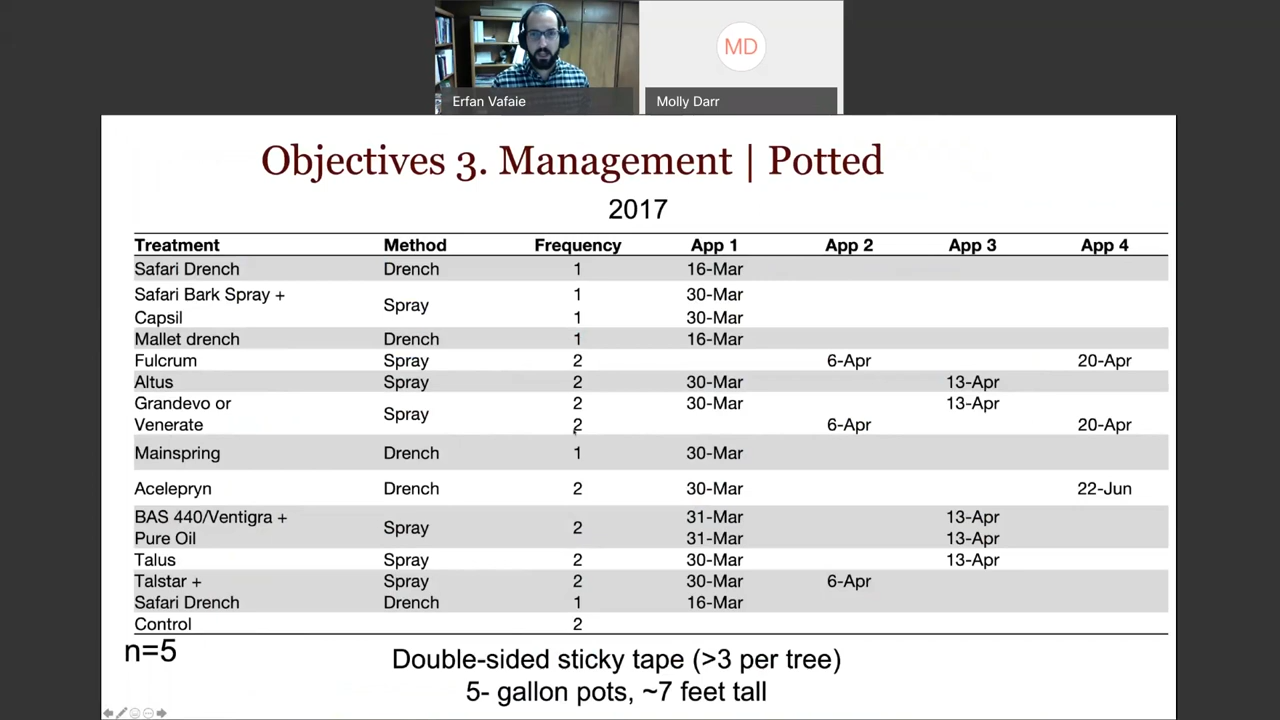 MD
Erfan Vafaie
Molly Darr
Objectives 3. Management | Potted
2017
Treatment Method Frequency App 1 App 2 App 3 App 4
Safari Drench Drench 1 16-Mar
Safari Bark Spray + 1 30-Mar
Spray
Capsil 1 30-Mar
Mallet drench Drench 1 16-Mar
Fulcrum Spray 2 6-Apr 20-Apr
Altus Spray 2 30-Mar 13-Apr
Grandevo or 2 30-Mar 13-Apr
Spray
Venerate 2 6-Apr 20-Apr
Mainspring Drench 1 30-Mar
Acelepryn Drench 2 30-Mar 22-Jun
BAS 440/Ventigra + 31-Mar 13-Apr
Spray 2
Pure Oil 31-Mar 13-Apr
Talus Spray 2 30-Mar 13-Apr
Talstar + Spray 2 30-Mar 6-Apr
Safari Drench Drench 1 16-Mar
Control 2
n=5
Double-sided sticky tape (>3 per tree)
5- gallon pots, ~7 feet tall